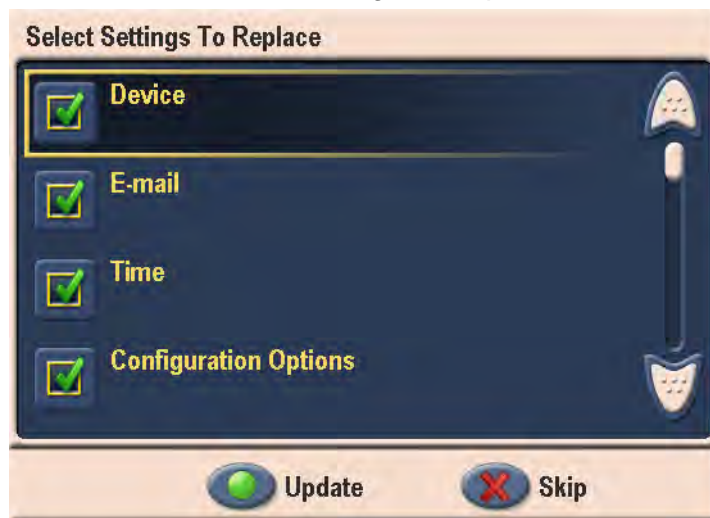 Select Settings To Replace
Device
E-mail
Time
Configuration Options
Update Skip